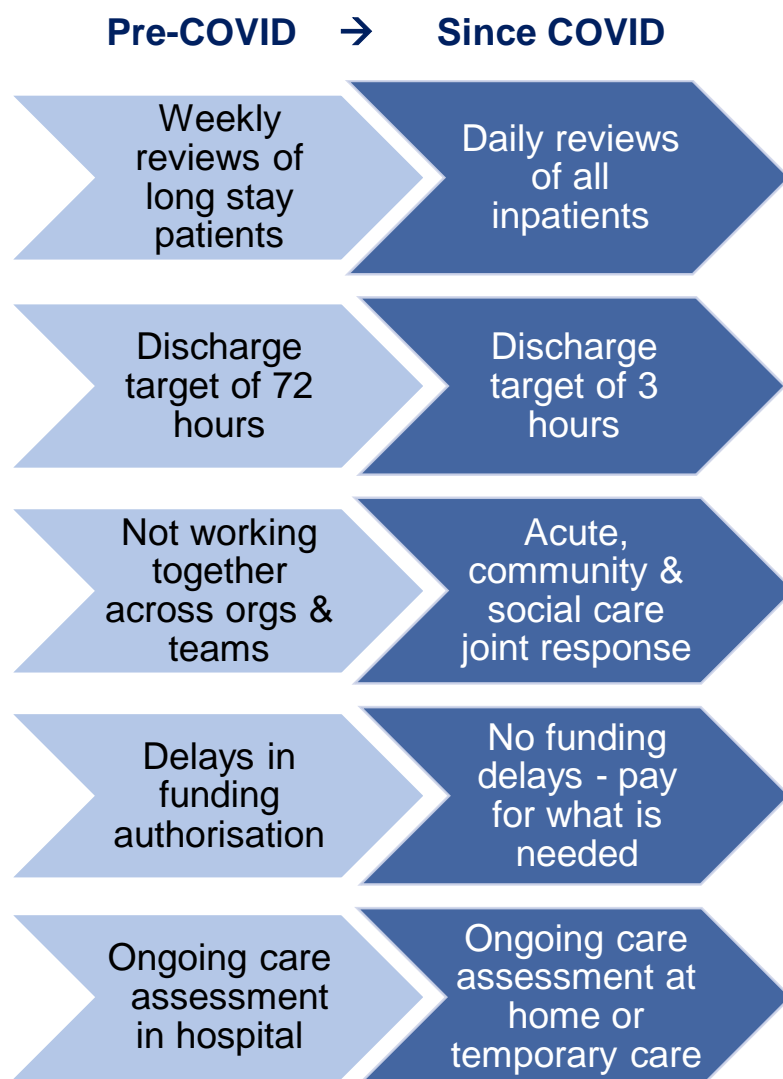 Pre-COVID → Since COVID
Weekly
reviews of
long stay
patients
Daily reviews
of all
inpatients
Discharge
target of 72
hours
Discharge
target of 3
hours
Not working
together
across orgs &
teams
Acute,
community &
social care
joint response
Delays in
funding
authorisation
No funding
delays - pay
for what is
needed
Ongoing care
assessment
in hospital
Ongoing care
assessment at
home or
temporary care